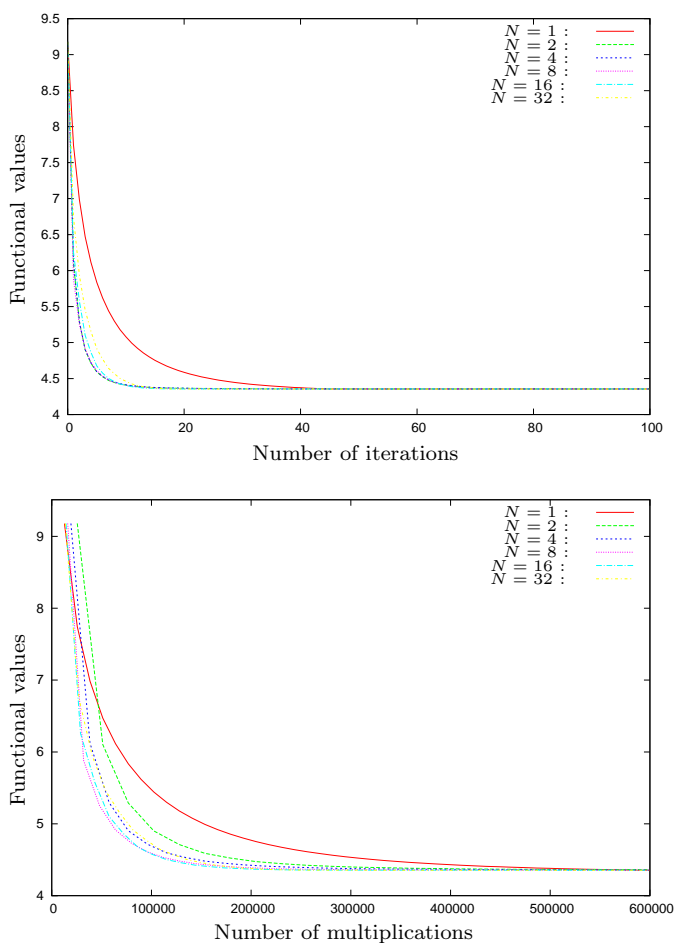 9.5
9
8.5
8
7.5
7
6.5
6
5.5
5
4.5
4
Functional values
N = 1 :
N = 2 :
N = 4 :
N = 8 :
N = 16 :
N = 32 :
0 20 40 60 80 100
Number of iterations
9
8
7
6
5
4
Functional values
N = 1 :
N = 2 :
N = 4 :
N = 8 :
N = 16 :
N = 32 :
0 100000 200000 300000 400000 500000 600000
Number of multiplications